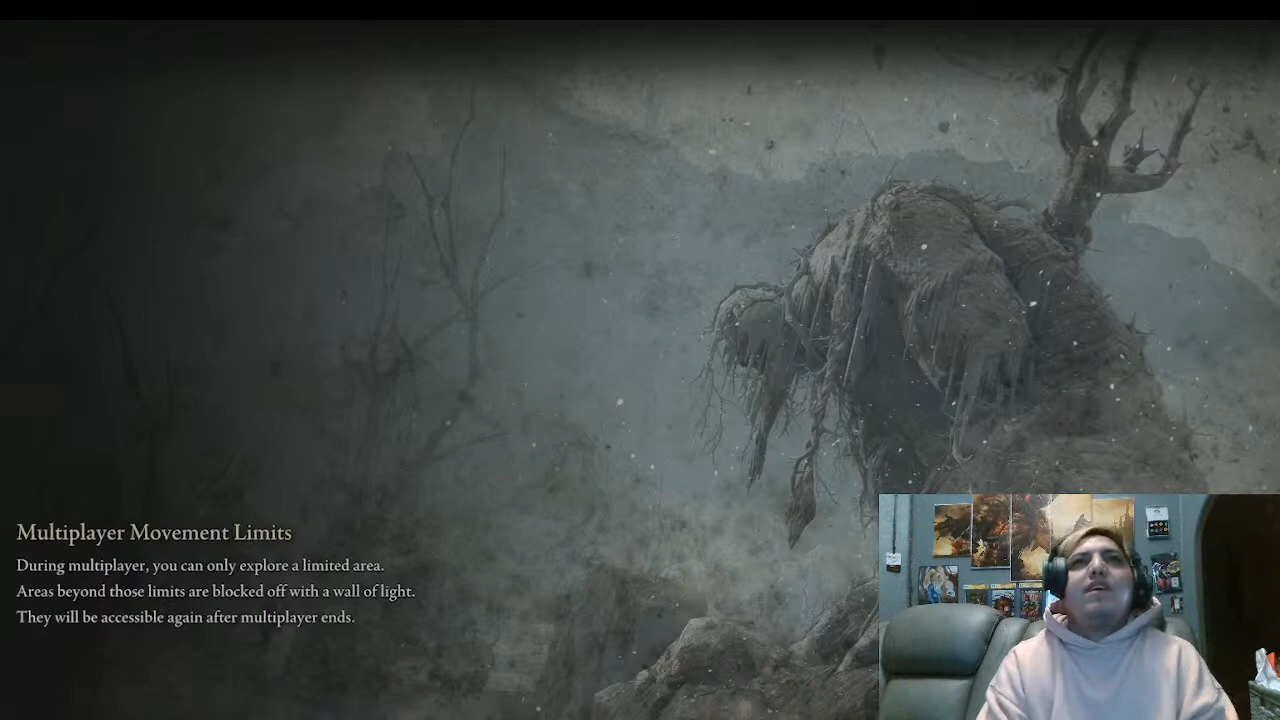 Multiplayer Movement Limits
During multiplayer, you can only explore a limited area.
Areas beyond those limits are blocked off with a wall of light.
They will be accessible again after multiplayer ends.